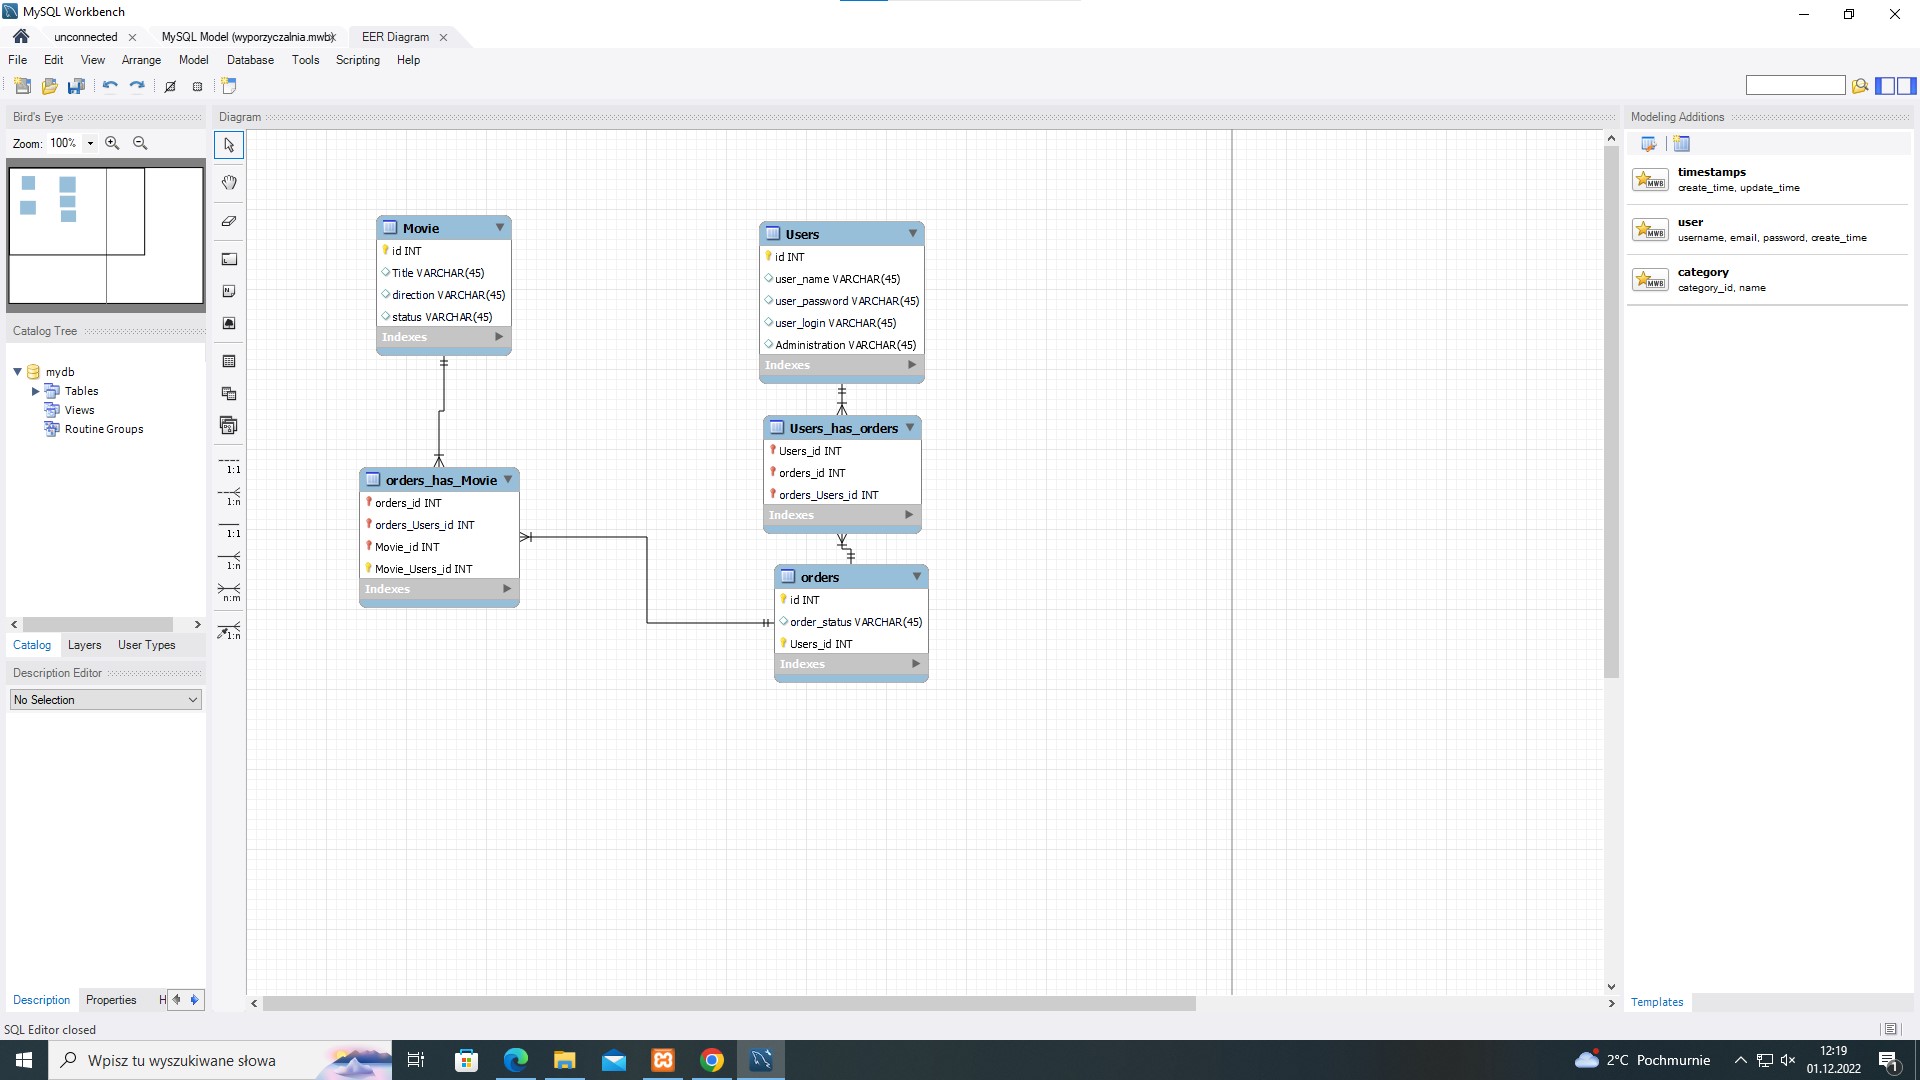 MySQL Workbench
unconnected
MySQL Model (wyporzyczalnia.mwb)
EER Diagram
File Edit View Arrange Model Database Tools Scripting Help
Bird's Eye
Zoom: 100%
Catalog Tree
mydb
Tables
Views
Routine Groups
Catalog Layers User Types
Description Editor
No Selection
Description Properties H
Diagram
1:1
1:n
1:1
1:n
n:m
1:n
Movie
id INT
Title VARCHAR(45)
direction VARCHAR(45)
status VARCHAR(45)
Indexes
Users
id INT
user_name VARCHAR(45)
user_password VARCHAR(45)
user_login VARCHAR(45)
Administration VARCHAR(45)
Indexes
Users_has_orders
Users_id INT
orders_id INT
orders_Users_id INT
Indexes
orders_has_Movie
orders_id INT
orders_Users_id INT
Movie_id INT
Movie_Users_id INT
Indexes
orders
id INT
order_status VARCHAR(45)
Users_id INT
Indexes
Modeling Additions
MWB
timestamps
create_time, update_time
MWB
user
username, email, password, create_time
MWB
category
category_id, name
Templates
SQL Editor closed
Wpisz tu wyszukiwane słowa
2°C Pochmurnie
12:19
01.12.2022
1